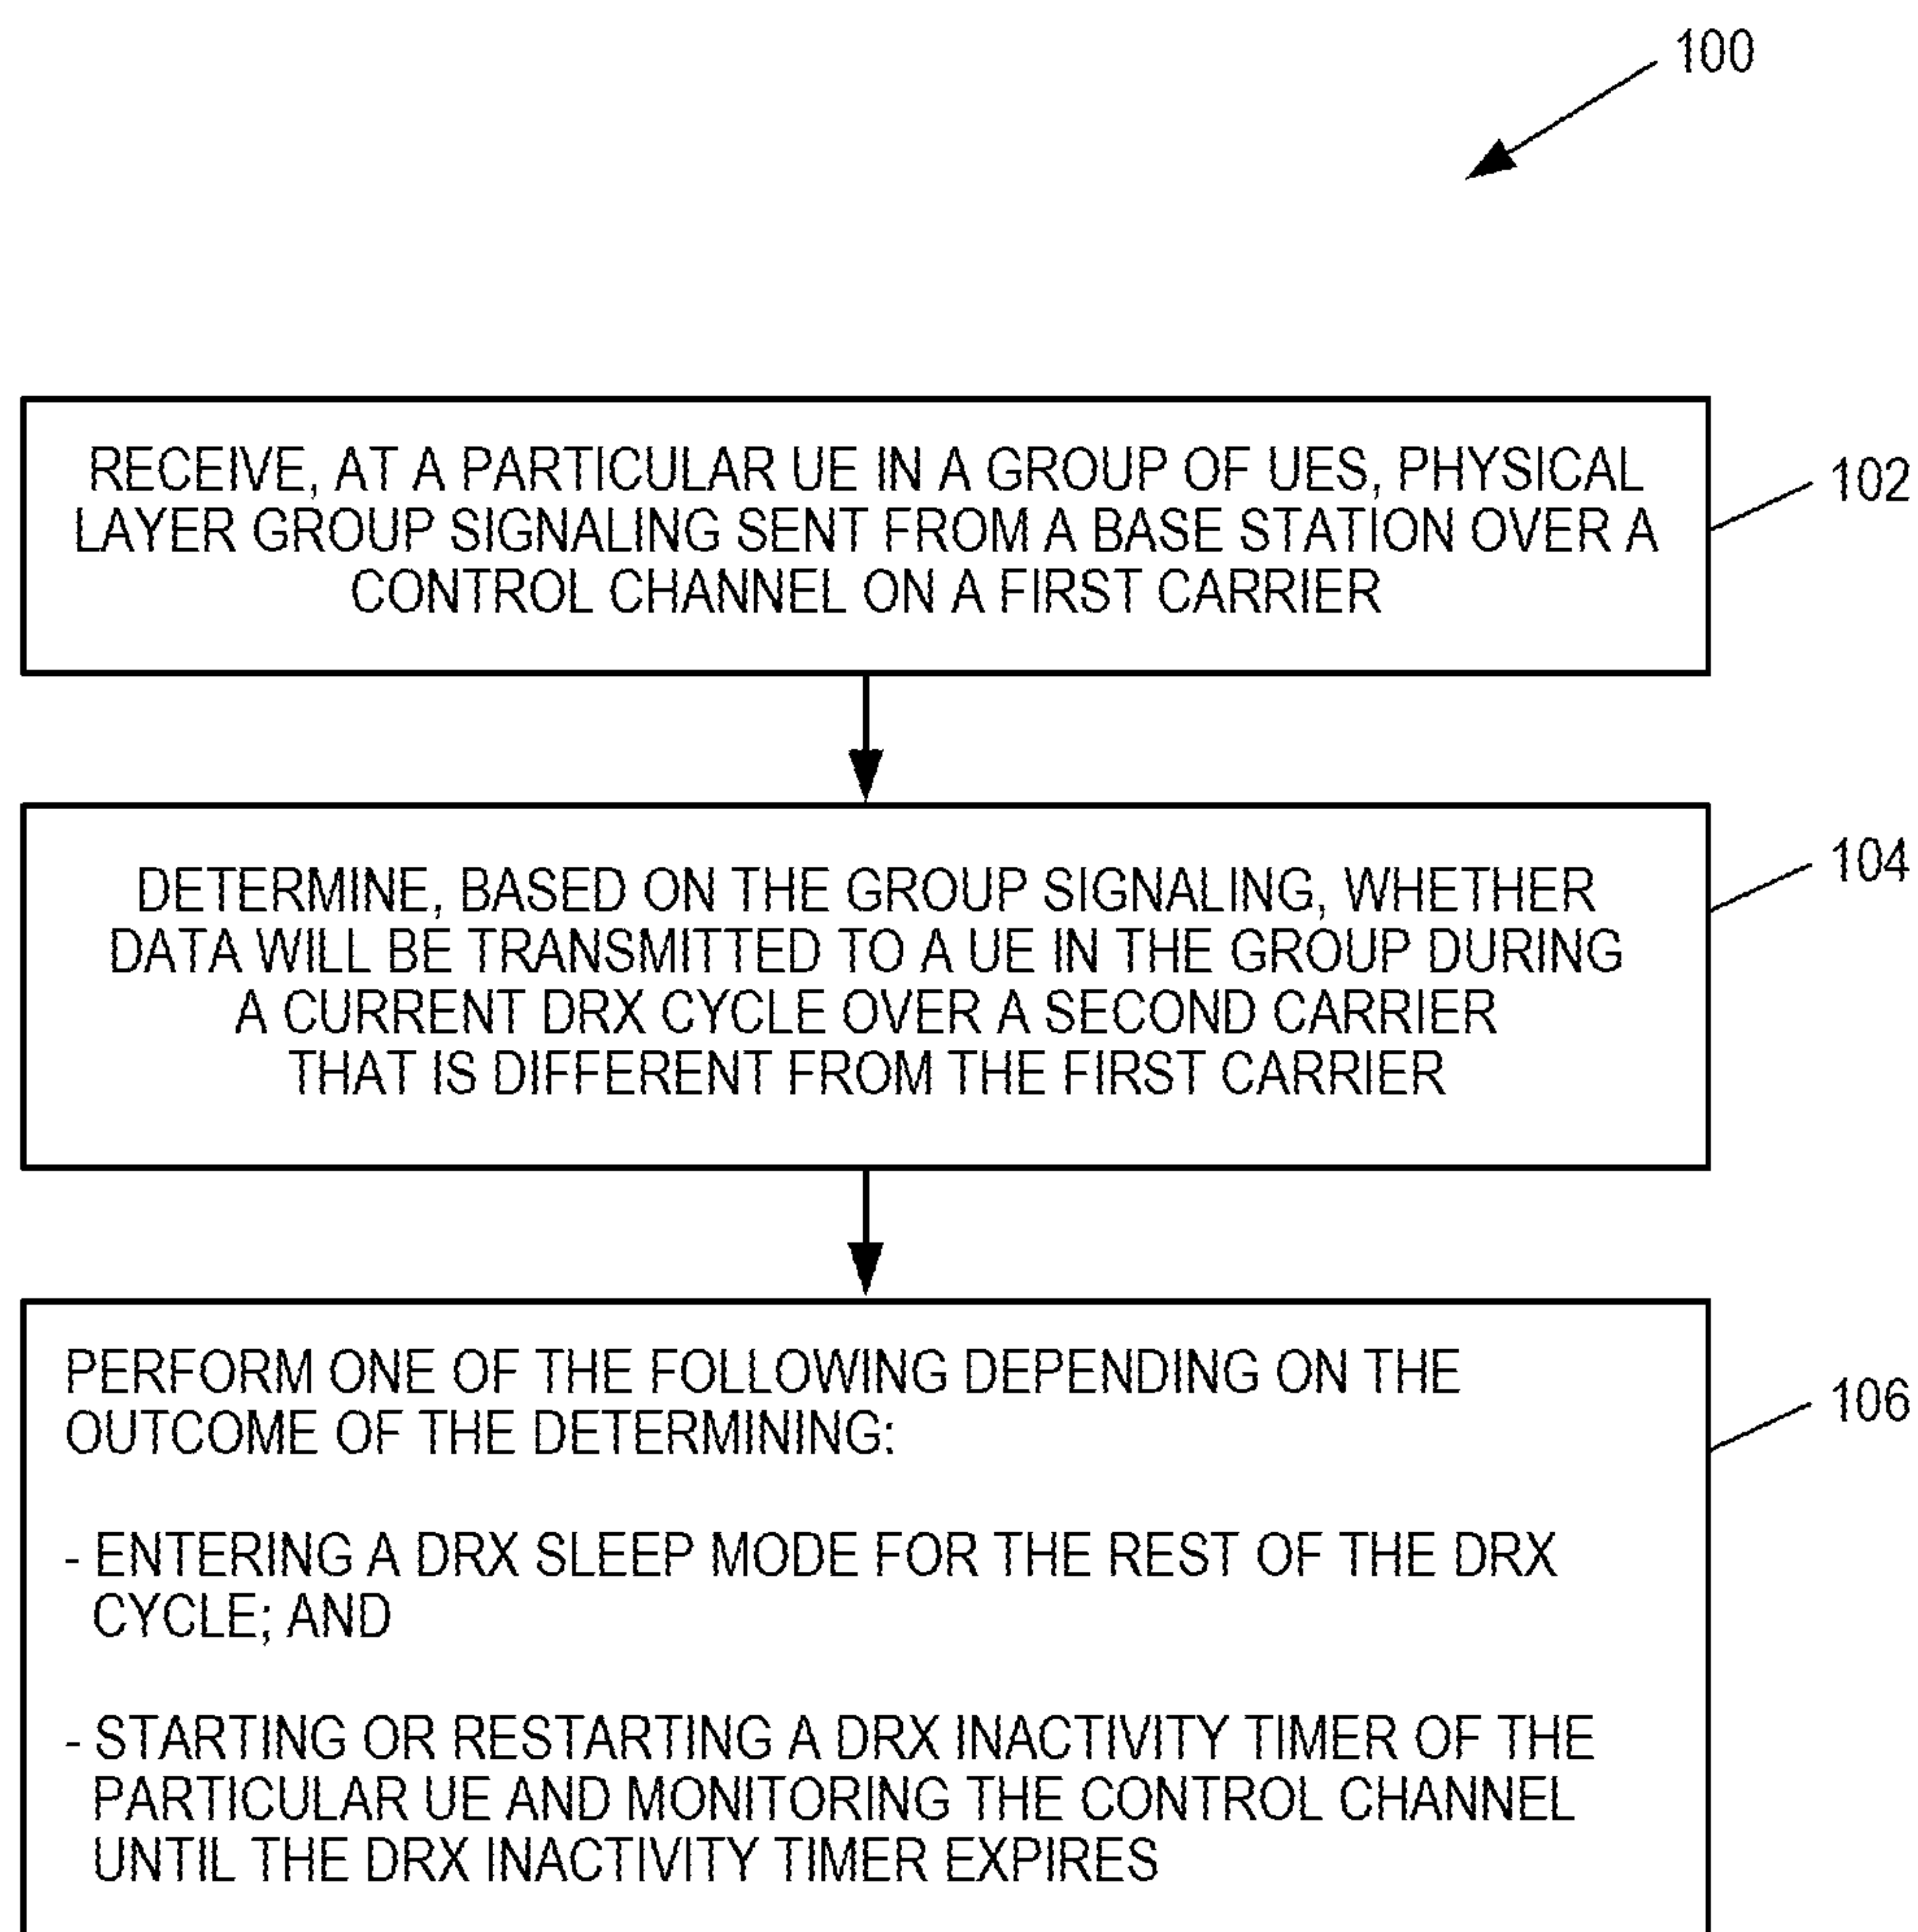 100
RECEIVE, AT A PARTICULAR UE IN A GROUP OF UES, PHYSICAL
LAYER GROUP SIGNALING SENT FROM A BASE STATION OVER A
CONTROL CHANNEL ON A FIRST CARRIER
102
DETERMINE, BASED ON THE GROUP SIGNALING, WHETHER
DATA WILL BE TRANSMITTED TO A UE IN THE GROUP DURING
A CURRENT DRX CYCLE OVER A SECOND CARRIER
THAT IS DIFFERENT FROM THE FIRST CARRIER
104
PERFORM ONE OF THE FOLLOWING DEPENDING ON THE
OUTCOME OF THE DETERMINING:
- ENTERING A DRX SLEEP MODE FOR THE REST OF THE DRX
CYCLE; AND
- STARTING OR RESTARTING A DRX INACTIVITY TIMER OF THE
PARTICULAR UE AND MONITORING THE CONTROL CHANNEL
UNTIL THE DRX INACTIVITY TIMER EXPIRES
106